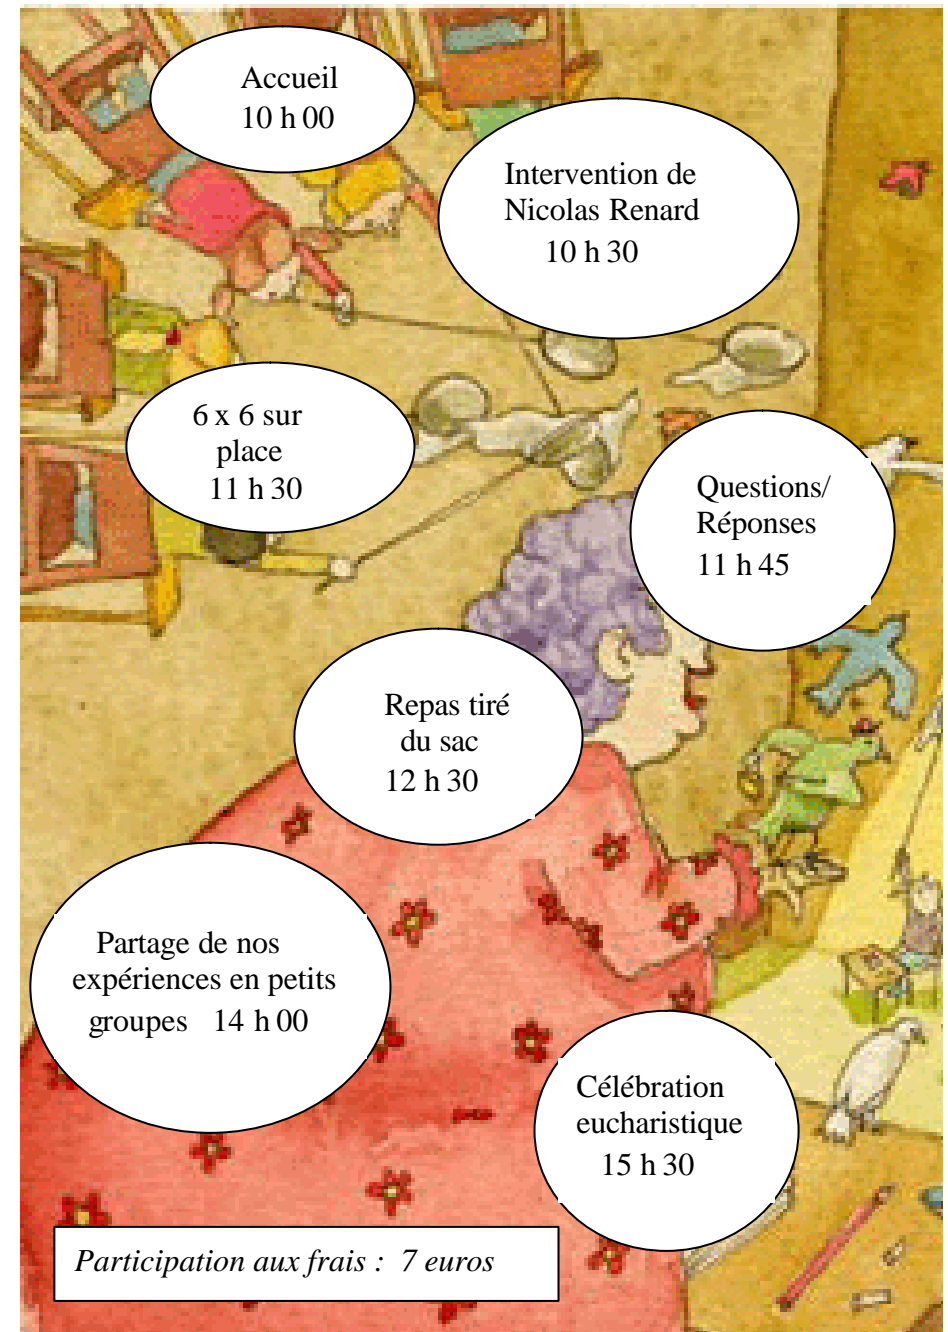 Accueil
10 h 00
Intervention de
Nicolas Renard
10 h 30
6 x 6 sur
place
11 h 30
Questions/
Réponses
11 h 45
Repas tiré
du sac
12 h 30
Partage de nos
expériences en petits
groupes 14 h 00
Célébration
eucharistique
15 h 30
Participation aux frais : 7 euros